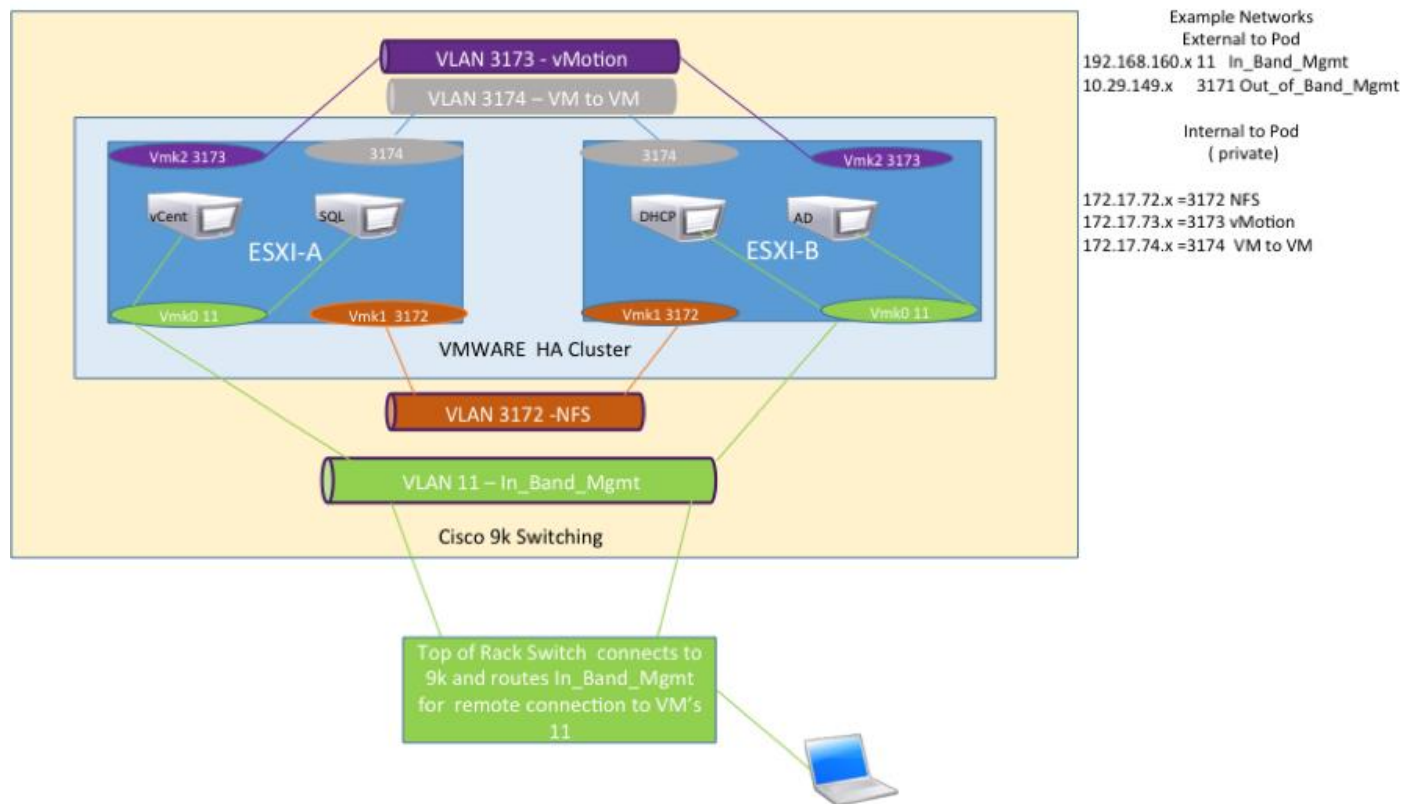 VLAN 3173 - vMotion
VLAN 3174 – VM to VM
Vmk2 3173
3174
3174
Vmk2 3173
vCent
SQL
DHCP
AD
ESXI-A
ESXI-B
Vmk0 11
Vmk1 3172
Vmk1 3172
Vmk0 11
VMWARE HA Cluster
VLAN 3172 -NFS
VLAN 11 – In_Band_Mgmt
Cisco 9k Switching
Top of Rack Switch connects to
9k and routes In_Band_Mgmt
for remote connection to VM's
11
Example Networks
External to Pod
192.168.160.x 11 In_Band_Mgmt
10.29.149.x 3171 Out_of_Band_Mgmt
Internal to Pod
( private)
172.17.72.x =3172 NFS
172.17.73.x =3173 vMotion
172.17.74.x =3174 VM to VM